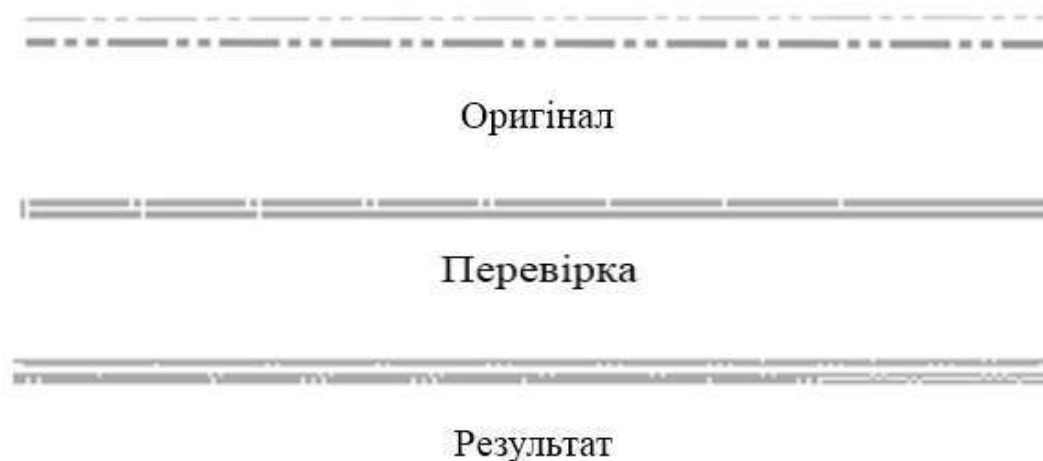 Оригінал
Перевірка
Результат